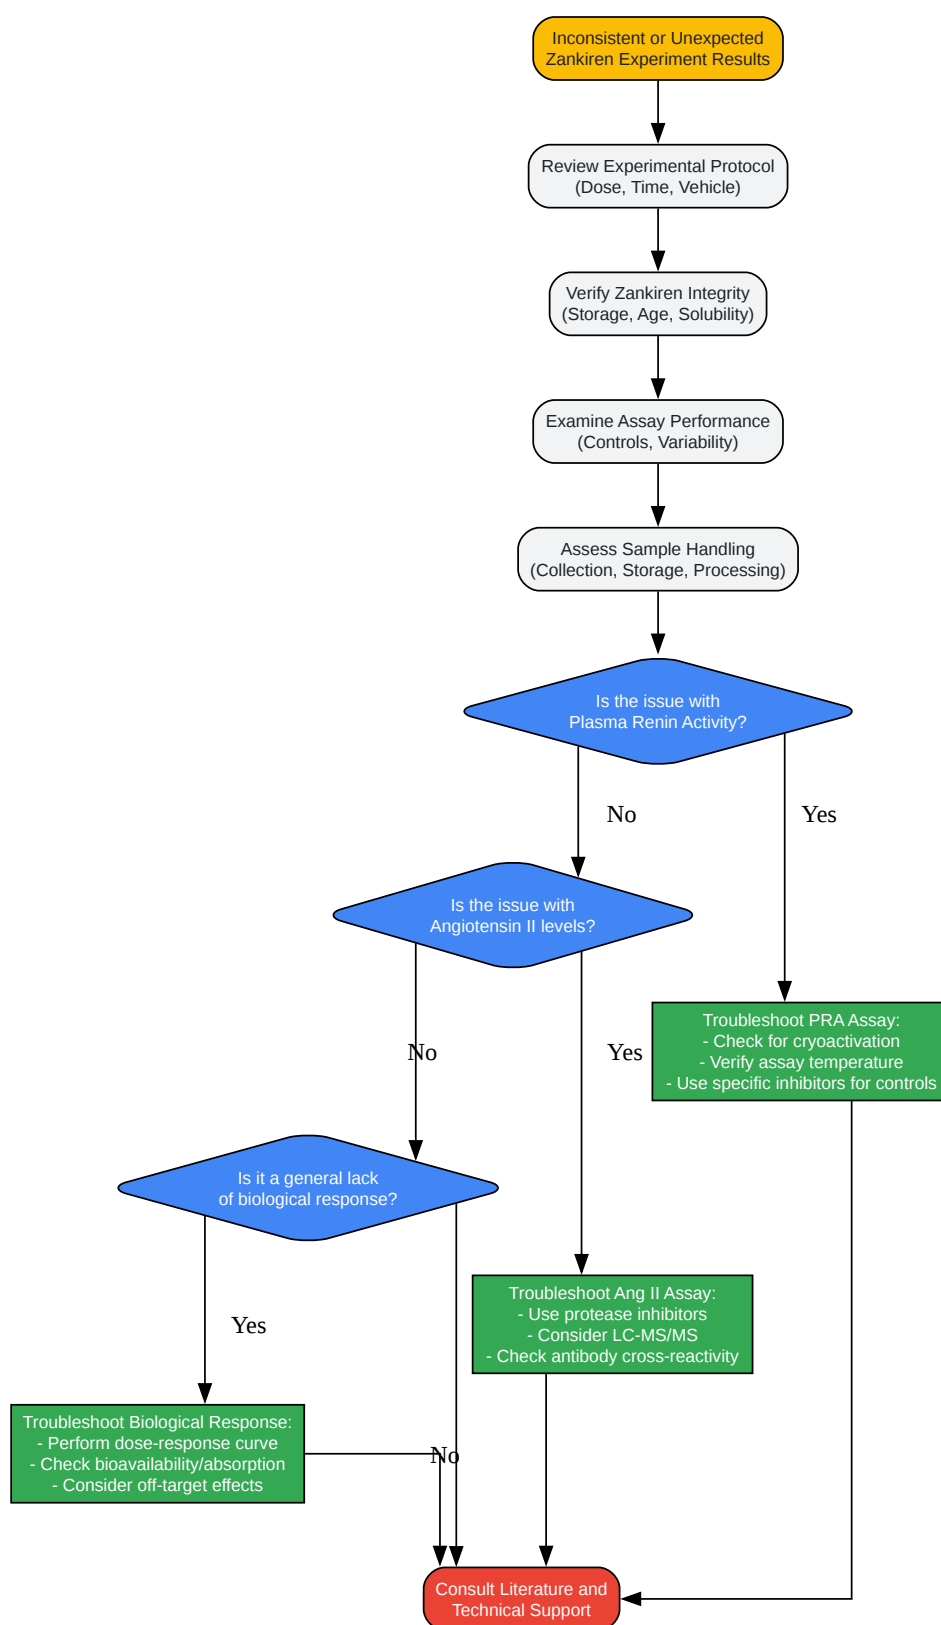 Inconsistent or Unexpected
Zankiren Experiment Results
Review Experimental Protocol
(Dose, Time, Vehicle)
Verify Zankiren Integrity
(Storage, Age, Solubility)
Examine Assay Performance
(Controls, Variability)
Assess Sample Handling
(Collection, Storage, Processing)
Is the issue with
Plasma Renin Activity?
No
Yes
Is the issue with
Angiotensin II levels?
No
Yes
Troubleshoot PRA Assay:
- Check for cryoactivation
- Verify assay temperature
- Use specific inhibitors for controls
Is it a general lack
of biological response?
Yes
No
Troubleshoot Ang II Assay:
- Use protease inhibitors
- Consider LC-MS/MS
- Check antibody cross-reactivity
Troubleshoot Biological Response:
- Perform dose-response curve
- Check bioavailability/absorption
- Consider off-target effects
Consult Literature and
Technical Support